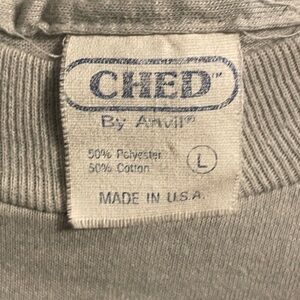 CHED™
By Anvil®
50% Polyester
50% Cotton
L
MADE IN U.S.A.